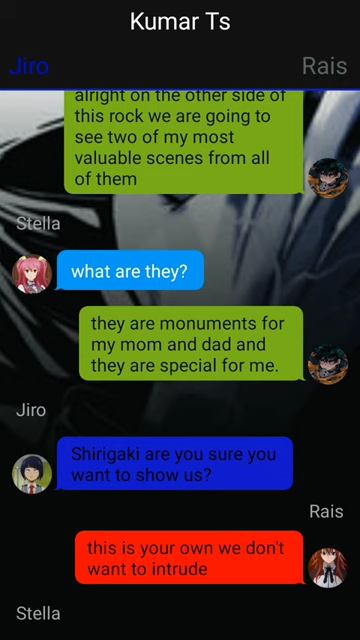 Kumar Ts
Jiro
Rais
alright on the other side of
this rock we are going to
see two of my most
valuable scenes from all
of them
Stella
what are they?
they are monuments for
my mom and dad and
they are special for me.
Jiro
Shirigaki are you sure you
want to show us?
Rais
this is your own we don't
want to intrude
Stella